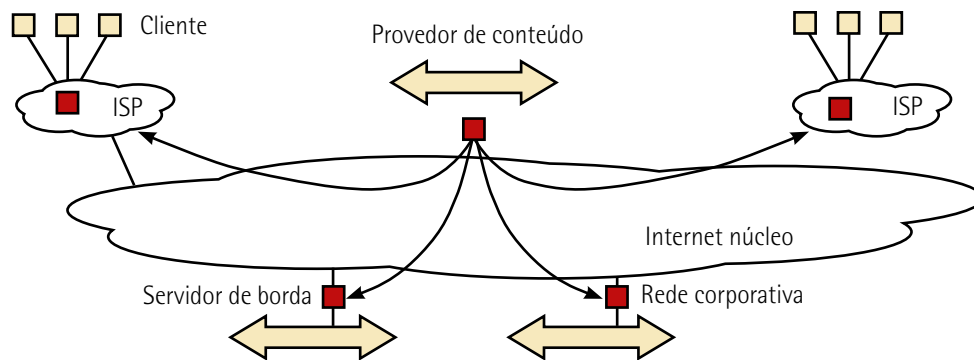 Cliente
Provedor de conteúdo
ISP
ISP
Internet núcleo
Servidor de borda
Rede corporativa